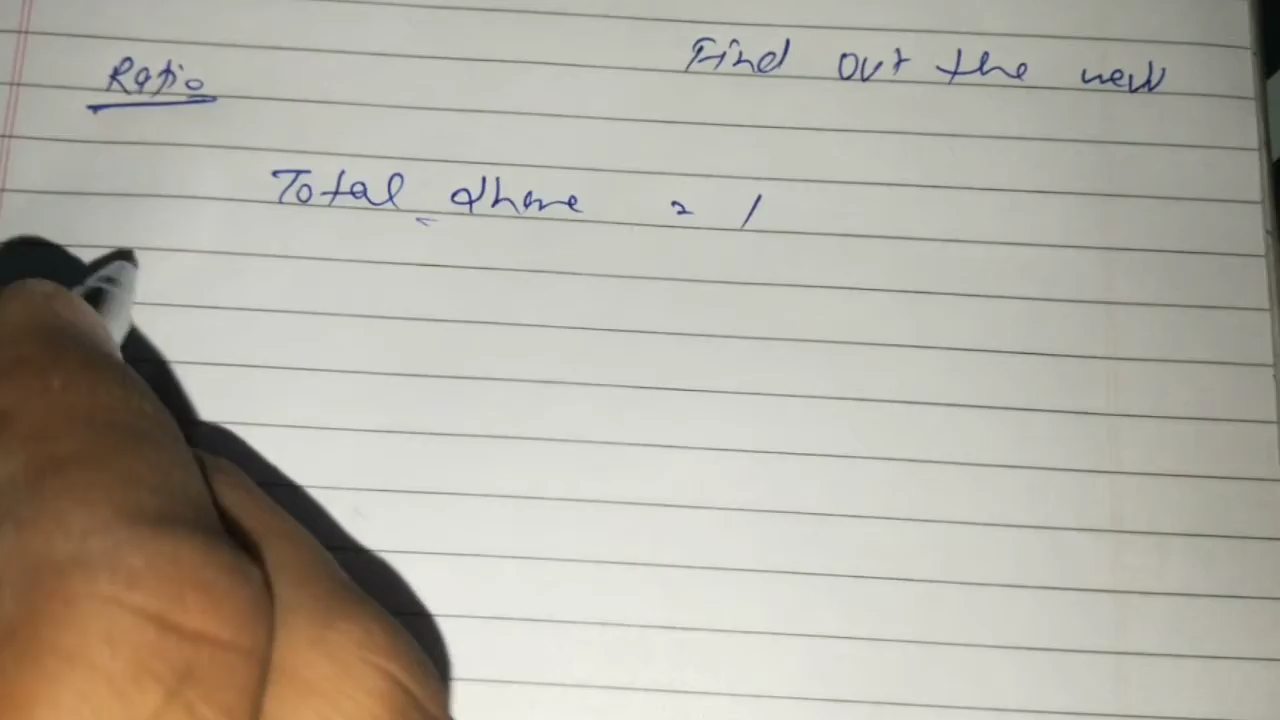 Find out the new
Ratio
Total share = 1